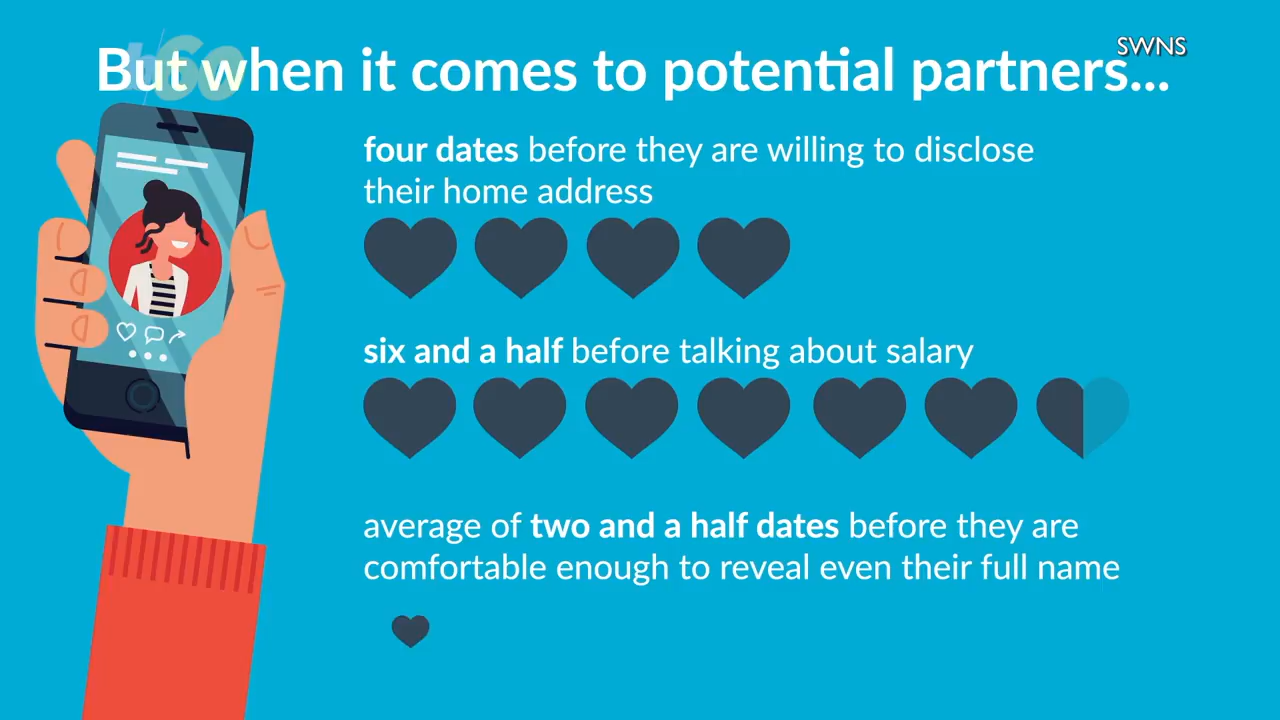 SWNS
But when it comes to potential partners...
four dates before they are willing to disclose
their home address
six and a half before talking about salary
average of two and a half dates before they are
comfortable enough to reveal even their full name